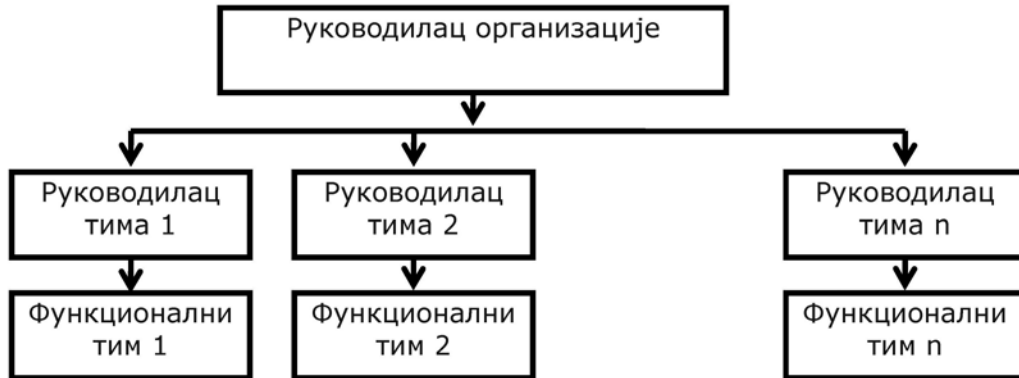 Руководилац организације
Руководилац
тима 1
Руководилац
тима 2
Руководилац
тима n
Функционални
тим 1
Функционални
тим 2
Функционални
тим n